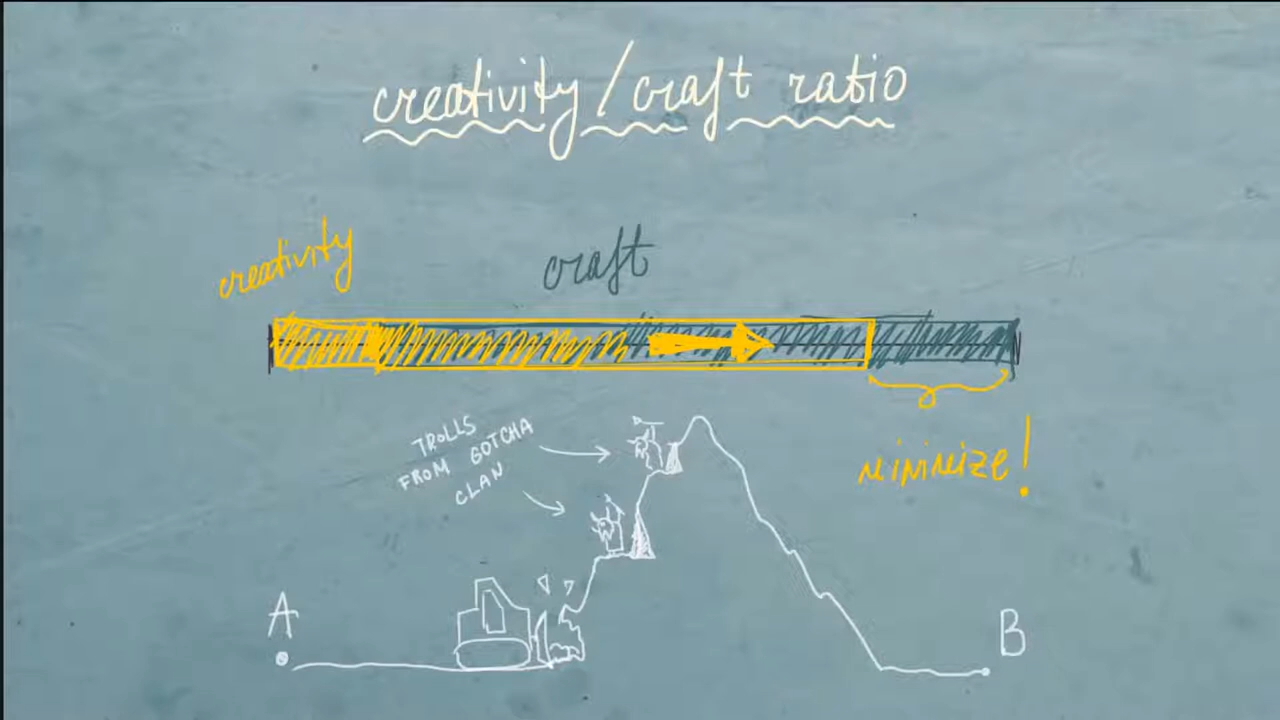 creativity/craft ratio
creativity
craft
minimize!
TROLLS
FROM GOTCHA
CLAN
A
B